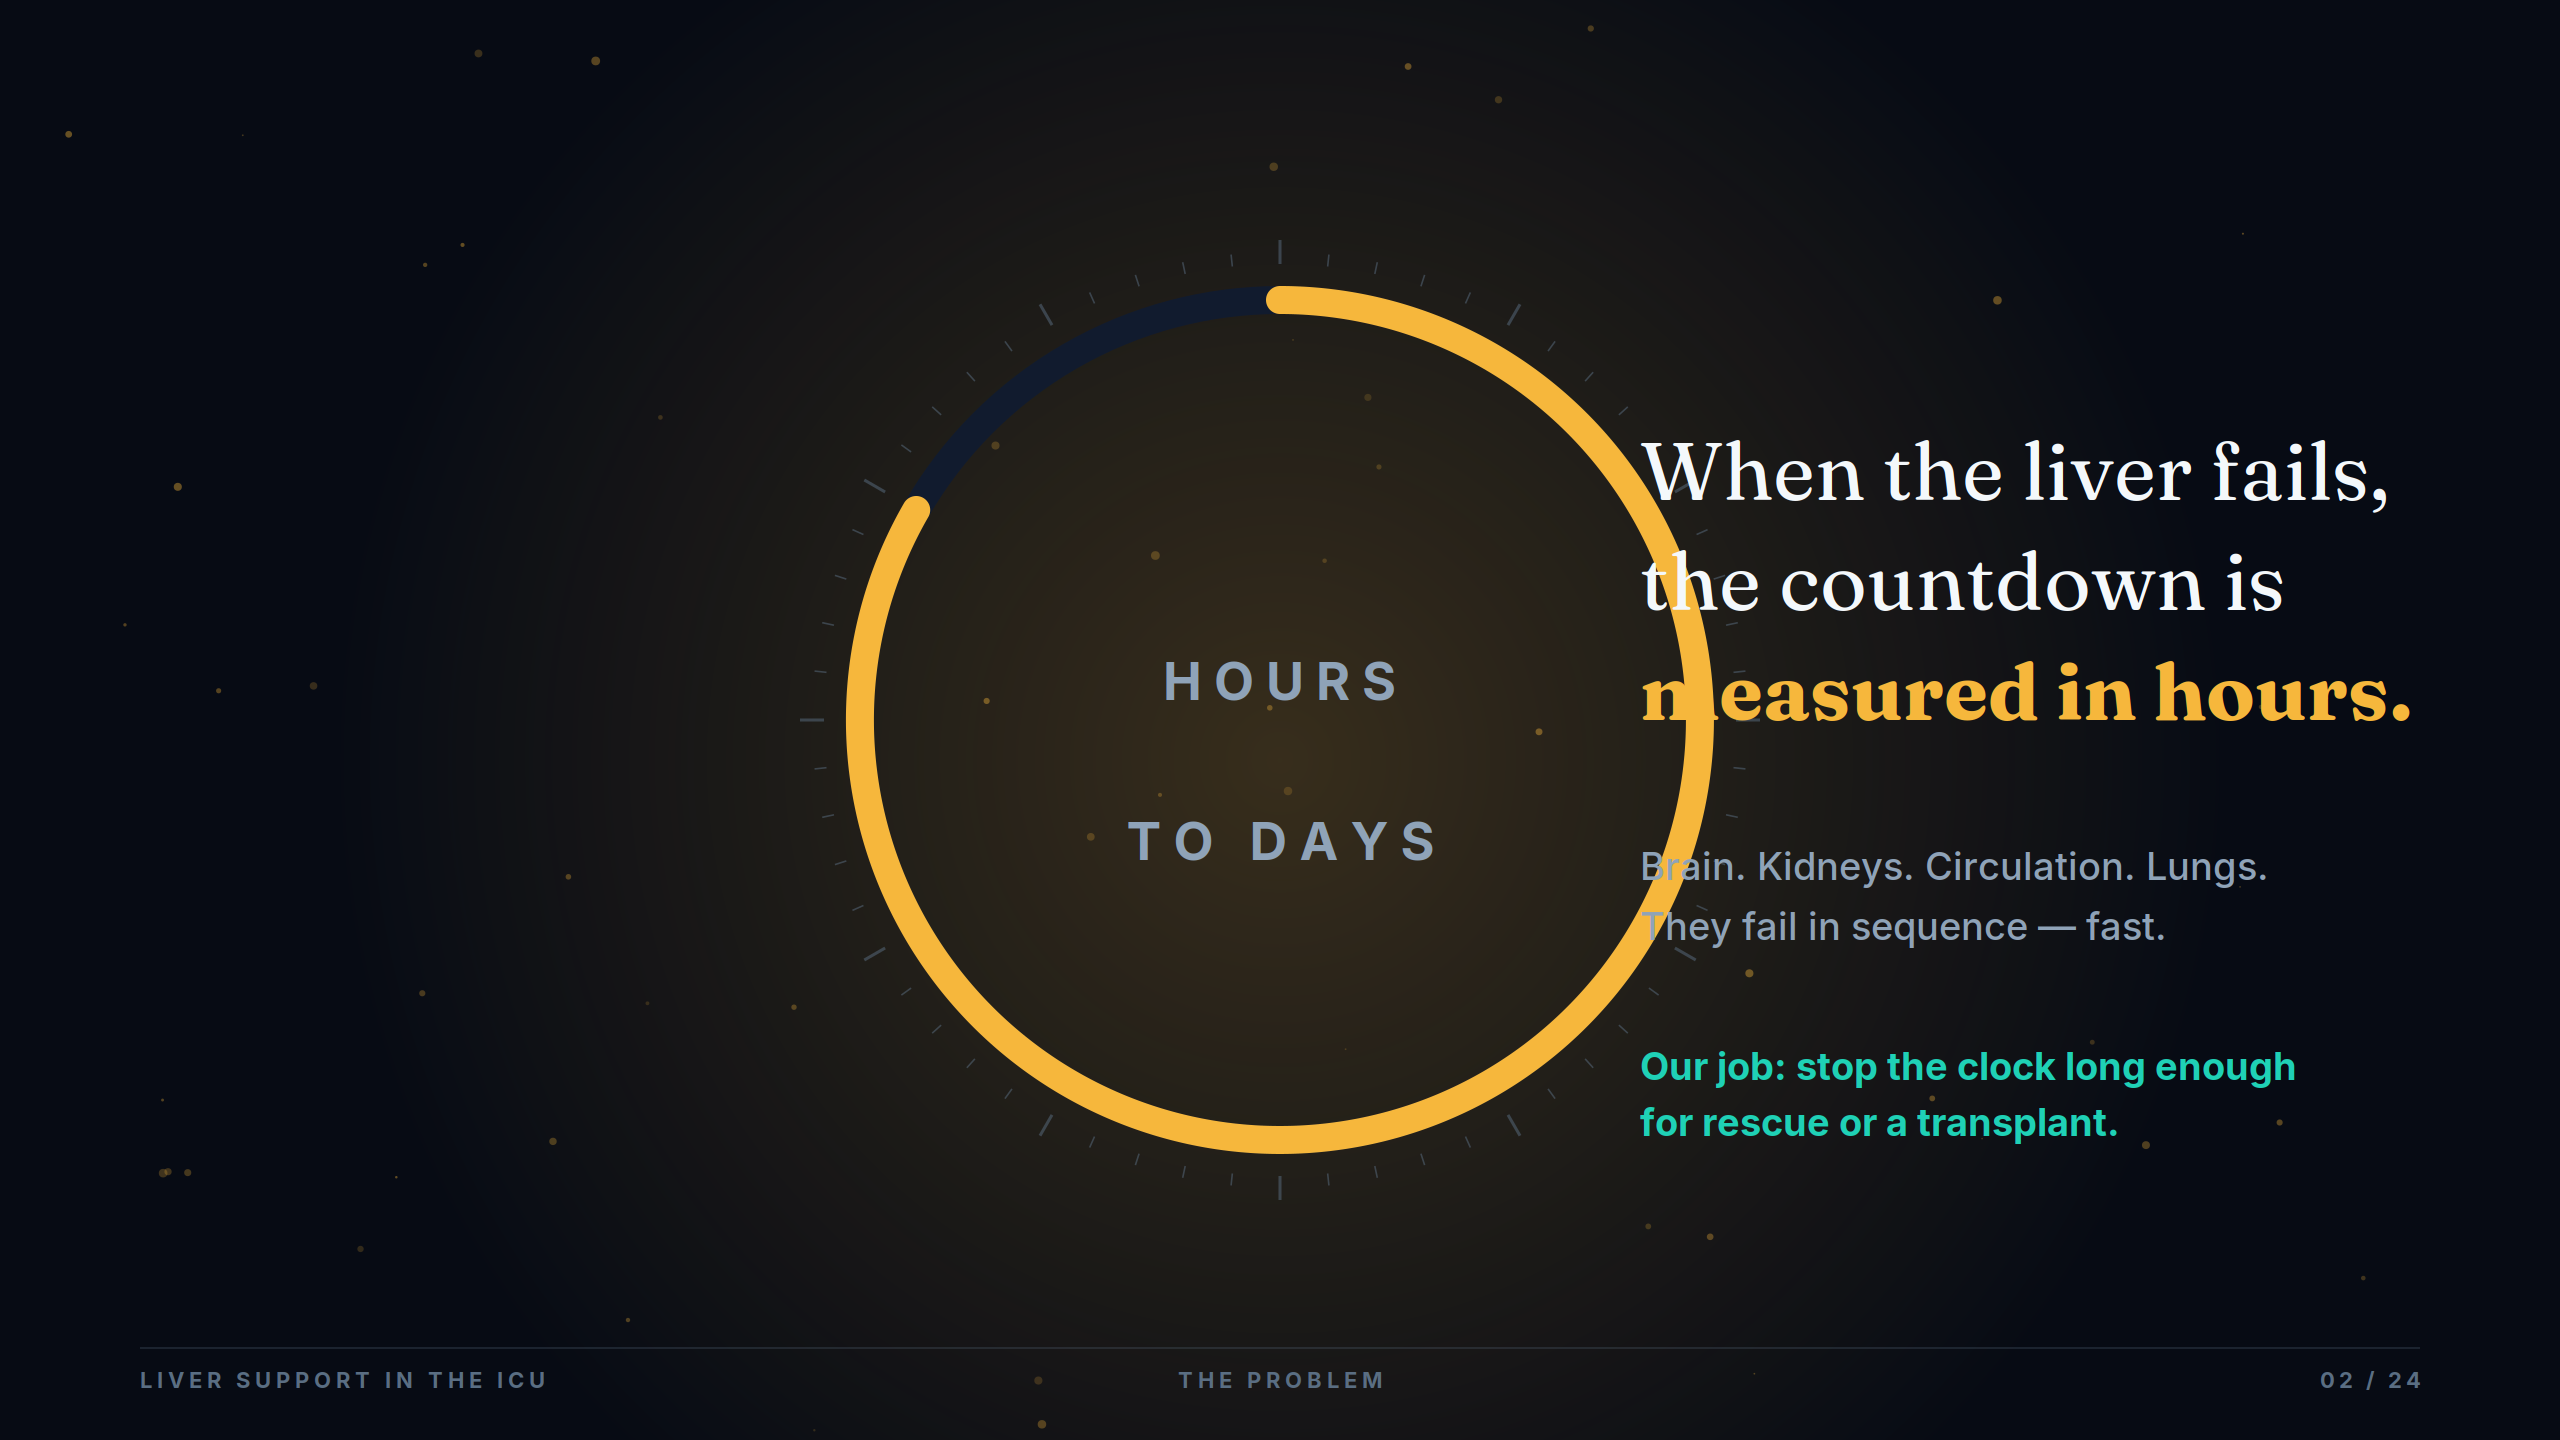 HOURS
TO DAYS
When the liver fails,
the countdown is
measured in hours.
Brain. Kidneys. Circulation. Lungs.
They fail in sequence — fast.
Our job: stop the clock long enough
for rescue or a transplant.
LIVER SUPPORT IN THE ICU
THE PROBLEM
02 / 24